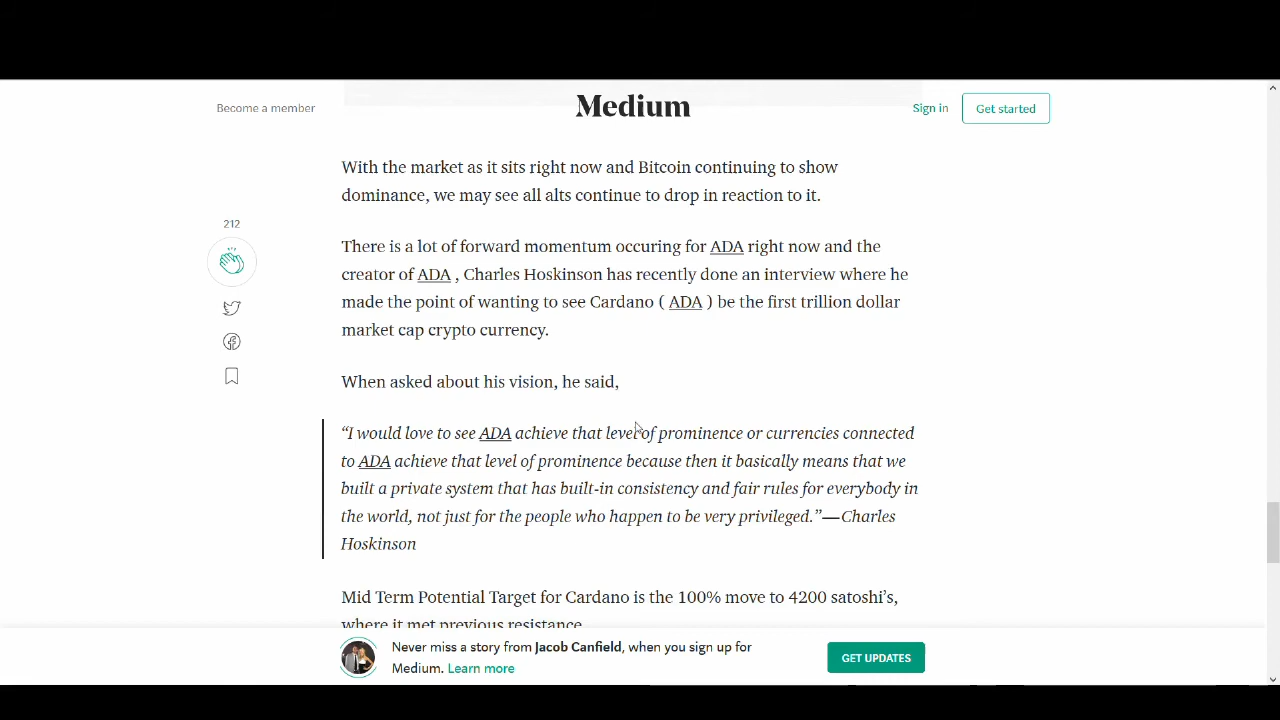 Become a member
Medium
Sign in
Get started
With the market as it sits right now and Bitcoin continuing to show
dominance, we may see all alts continue to drop in reaction to it.
212
There is a lot of forward momentum occuring for ADA right now and the
creator of ADA , Charles Hoskinson has recently done an interview where he
made the point of wanting to see Cardano ( ADA ) be the first trillion dollar
market cap crypto currency.
When asked about his vision, he said,
“I would love to see ADA achieve that level of prominence or currencies connected
to ADA achieve that level of prominence because then it basically means that we
built a private system that has built-in consistency and fair rules for everybody in
the world, not just for the people who happen to be very privileged.”—Charles
Hoskinson
Mid Term Potential Target for Cardano is the 100% move to 4200 satoshi’s,
where it met previous resistance
Never miss a story from Jacob Canfield, when you sign up for
Medium. Learn more
GET UPDATES